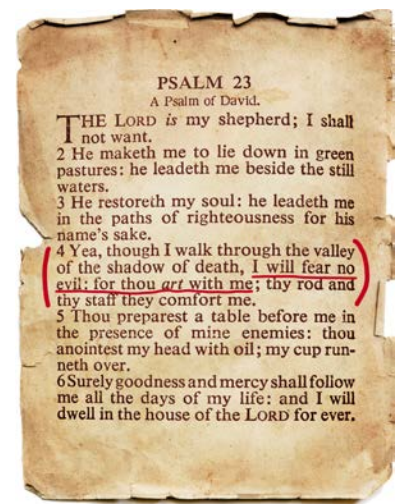 PSALM 23
A Psalm of David.
THE LORD is my shepherd; I shall
not want.
2 He maketh me to lie down in green
pastures: he leadeth me beside the still
waters.
3 He restoreth my soul: he leadeth me
in the paths of righteousness for his
name's sake.
4 Yea, though I walk through the valley
of the shadow of death, I will fear no
evil: for thou art with me; thy rod and
thy staff they comfort me.
5 Thou preparest a table before me in
the presence of mine enemies: thou
anointest my head with oil; my cup run-
neth over.
6 Surely goodness and mercy shall follow
me all the days of my life: and I will
dwell in the house of the LORD for ever.